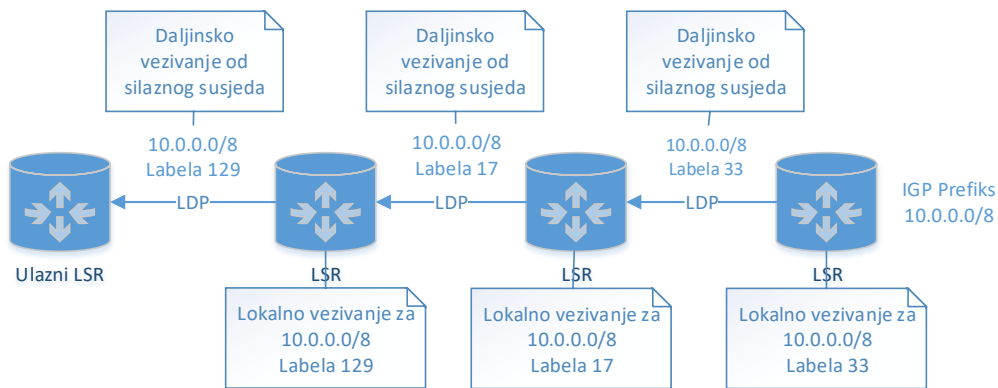 Daljinsko
vezivanje od
silaznog susjeda
Daljinsko
vezivanje od
silaznog susjeda
Daljinsko
vezivanje od
silaznog susjeda
10.0.0.0/8
Labela 129
10.0.0.0/8
Labela 17
10.0.0.0/8
Labela 33
LDP
LDP
LDP
IGP Prefiks
10.0.0.0/8
Ulazni LSR
LSR
LSR
LSR
Lokalno vezivanje za
10.0.0.0/8
Labela 129
Lokalno vezivanje za
10.0.0.0/8
Labela 17
Lokalno vezivanje za
10.0.0.0/8
Labela 33